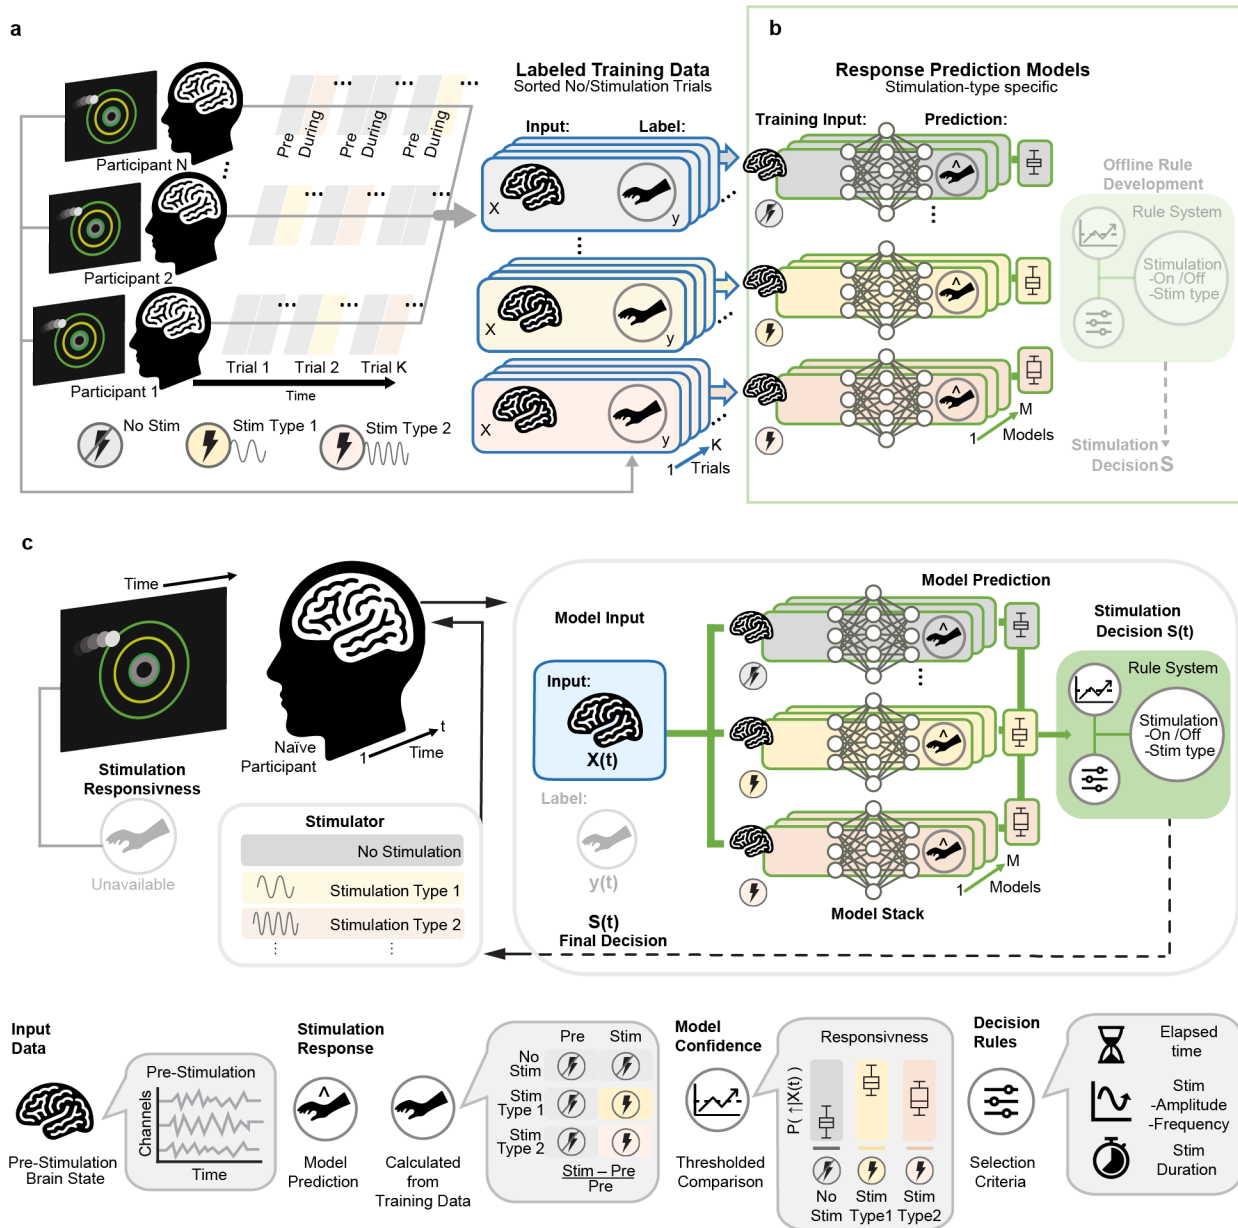 a
Participant N
Participant 2
Participant 1
Pre
During
Pre
During
Pre
During
Trial 1
Trial 2
Trial K
Time
No Stim
Stim Type 1
Stim Type 2
Labeled Training Data
Sorted No/Stimulation Trials
Input:
Label:
X
y
X
y
X
y
K
1
Trials
b
Response Prediction Models
Stimulation-type specific
Training Input:
Prediction:
^
^
^
M
1
Models
Offline Rule
Development
Rule System
Stimulation
-On /Off
-Stim type
Stimulation
Decision S
c
Time
Naïve
Participant
t
1
Time
Stimulation
Responsivness
Unavailable
Stimulator
No Stimulation
Stimulation Type 1
Stimulation Type 2
Model Input
Input:
X(t)
Label:
y(t)
S(t)
Final Decision
Model Prediction
^
^
^
M
1
Models
Model Stack
Stimulation
Decision S(t)
Rule System
Stimulation
-On /Off
-Stim type
Input
Data
Pre-Stimulation
Brain State
Pre-Stimulation
Channels
Time
Stimulation
Response
^
Model
Prediction
Calculated
from
Training Data
Pre
Stim
No
Stim
Stim
Type 1
Stim
Type 2
Stim – Pre
Pre
Model
Confidence
Thresholded
Comparison
Responsivness
P( ↑|X(t) )
No
Stim
Stim
Type1
Stim
Type2
Decision
Rules
Selection
Criteria
Elapsed
time
Stim
-Amplitude
-Frequency
Stim
Duration